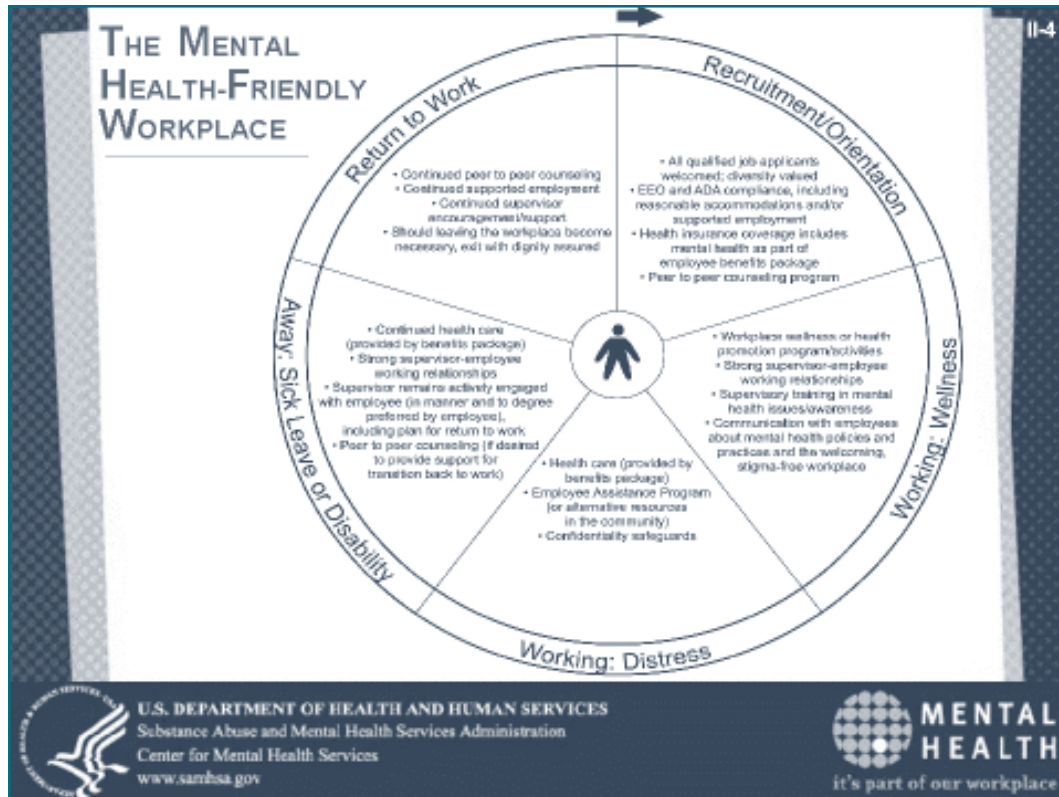 THE MENTAL
HEALTH-FRIENDLY
WORKPLACE
II-4
Recruitment/Orientation
• All qualified job applicants
welcomed; diversity valued
• EEO and ADA compliance, including
reasonable accommodations and/or
supported employment
• Health insurance coverage includes
mental health as part of
employee benefits package
• Peer to peer counseling program
Working: Wellness
• Workplace wellness or health
promotion program/activities
• Strong supervisor-employee
working relationships
• Supervisory training in mental
health issues/awareness
• Communication with employees
about mental health policies and
practices and the welcoming,
stigma-free workplace
Working: Distress
• Health care (provided by
benefits package)
• Employee Assistance Program
(or alternative resources
in the community)
• Confidentiality safeguards
Away: Sick Leave or Disability
• Continued health care
(provided by benefits package)
• Strong supervisor-employee
working relationships
• Supervisor remains actively engaged
with employee (in manner and to degree
preferred by employee),
including plan for return to work
• Peer to peer counseling (if desired
to provide support for
transition back to work)
Return to Work
• Continued peer to peer counseling
• Continued supported employment
• Continued supervisor
encouragement/support
• Should leaving the workplace become
necessary, exit with dignity assured
U.S. DEPARTMENT OF HEALTH AND HUMAN SERVICES
Substance Abuse and Mental Health Services Administration
Center for Mental Health Services
www.samhsa.gov
MENTAL
HEALTH
it's part of our workplace